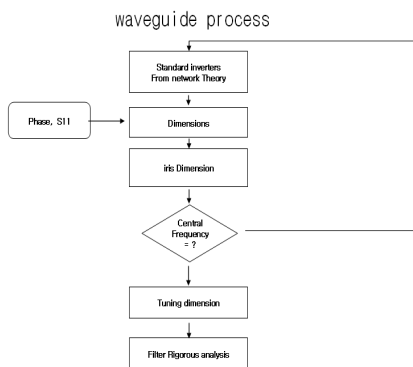 waveguide process
Standard inverters
From network Theory
Phase, S11
Dimensions
iris Dimension
Central
Frequency
= ?
Tuning dimension
Filter Rigorous analysis